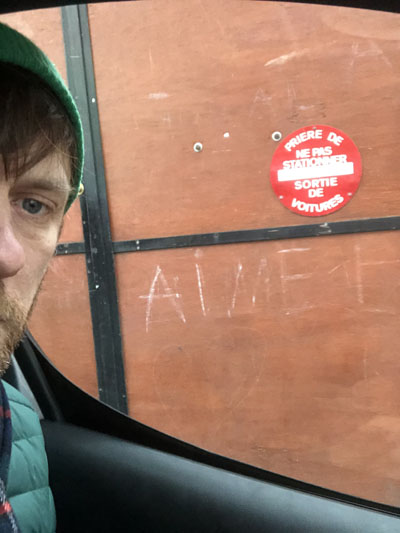 PRIERE DE
NE PAS
STATIONNER
SORTIE
DE
VOITURES
AIME